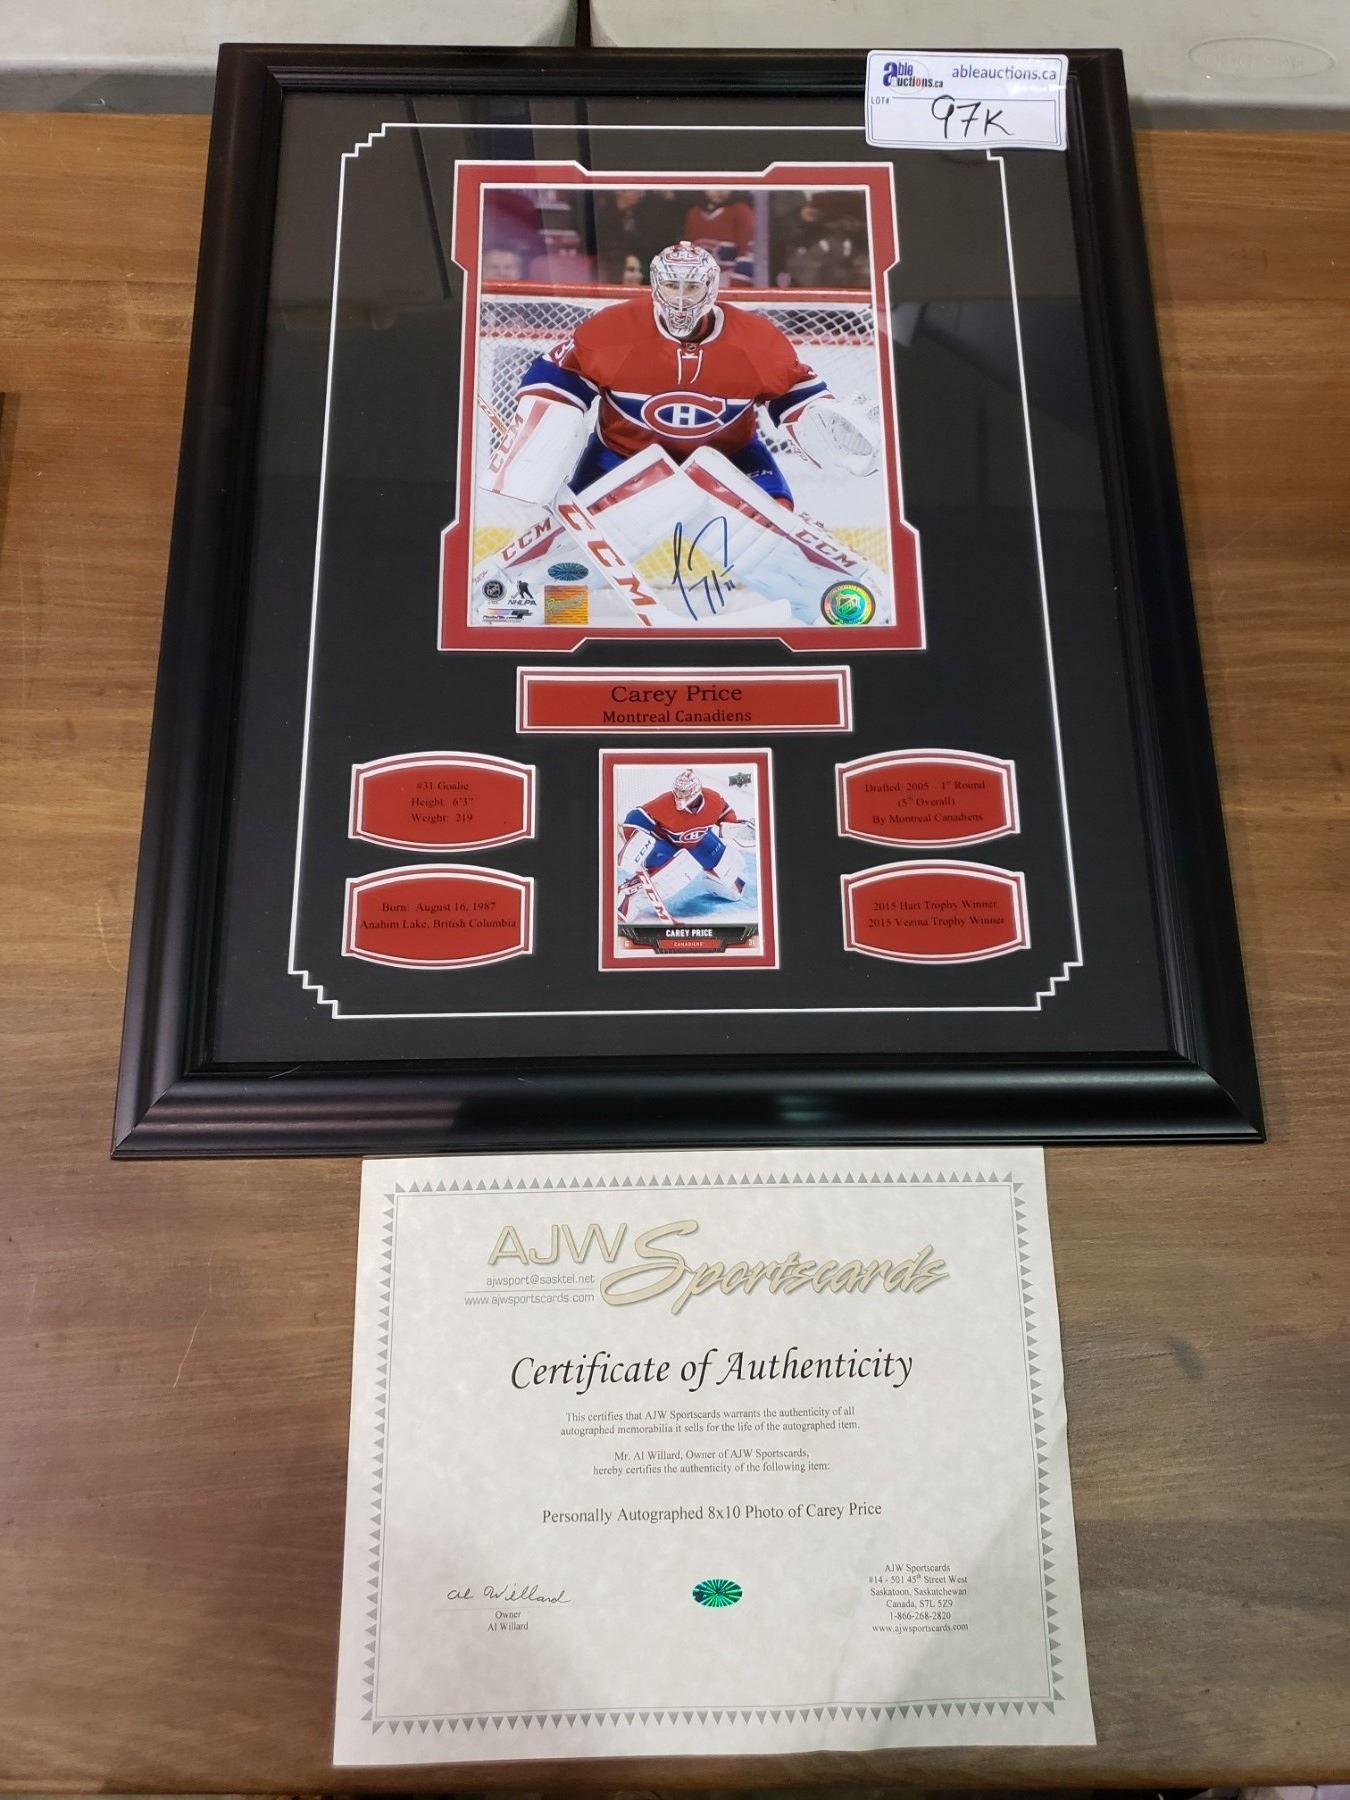 able auctions.ca
ableauctions.ca
LOT#
97K
CCM
CCM
CCM
CCM
CCM
NHLPA
Carey Price
Montreal Canadiens
#31 Goalie
Height: 6'3"
Weight: 219
Drafted: 2005 - 1st Round
(5th Overall)
By Montreal Canadiens
Born: August 16, 1987
Anahim Lake, British Columbia
2015 Hart Trophy Winner
2015 Vezina Trophy Winner
CCM
CCM
CAREY PRICE
CANADIENS
G
31
AJW Sportscards
ajwsport@sasktel.net
www.ajwsportscards.com
Certificate of Authenticity
This certifies that AJW Sportscards warrants the authenticity of all
autographed memorabilia it sells for the life of the autographed item.
Mr. Al Willard, Owner of AJW Sportscards,
hereby certifies the authenticity of the following item:
Personally Autographed 8x10 Photo of Carey Price
Al Willard
Owner
Al Willard
AJW Sportscards
#14 - 501 45th Street West
Saskatoon, Saskatchewan
Canada, S7L 5Z9
1-866-268-2820
www.ajwsportscards.com